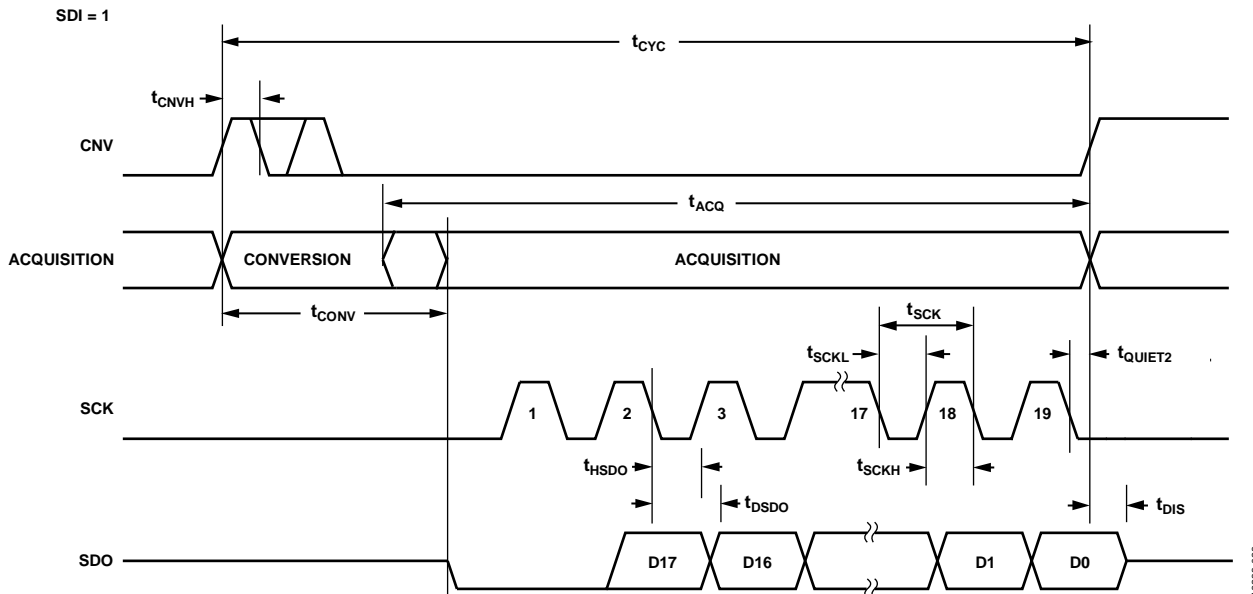 SDI = 1
tCYC
tCNVH
CNV
tACQ
ACQUISITION
CONVERSION
ACQUISITION
tCONV
tSCK
tSCKL
tQUIET2
SCK
1
2
3
17
18
19
tHSDO
tSCKH
tDSDO
tDIS
SDO
D17
D16
D1
D0